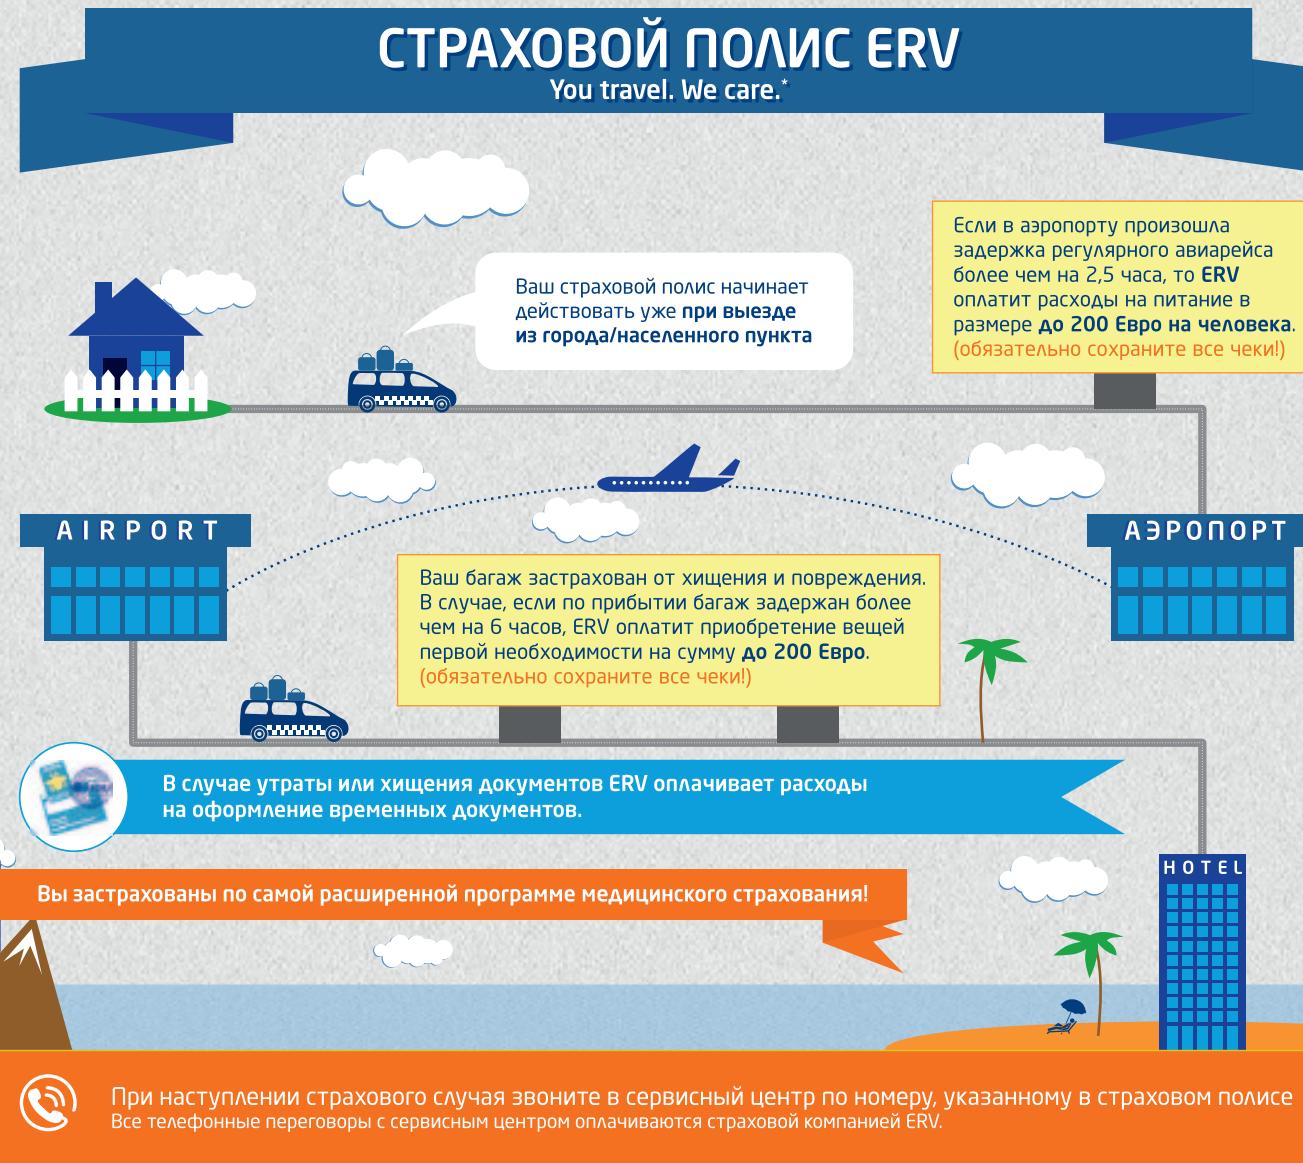 СТРАХОВОЙ ПОЛИС ERV
You travel. We care.*
Если в аэропорту произошла
задержка регулярного авиарейса
более чем на 2,5 часа, то ERV
оплатит расходы на питание в
размере до 200 Евро на человека.
(обязательно сохраните все чеки!)
Ваш страховой полис начинает
действовать уже при выезде
из города/населенного пункта
AIRPORT
АЭРОПОРТ
Ваш багаж застрахован от хищения и повреждения.
В случае, если по прибытии багаж задержан более
чем на 6 часов, ERV оплатит приобретение вещей
первой необходимости на сумму до 200 Евро.
(обязательно сохраните все чеки!)
В случае утраты или хищения документов ERV оплачивает расходы
на оформление временных документов.
HOTEL
Вы застрахованы по самой расширенной программе медицинского страхования!
При наступлении страхового случая звоните в сервисный центр по номеру, указанному в страховом полисе
Все телефонные переговоры с сервисным центром оплачиваются страховой компанией ERV.